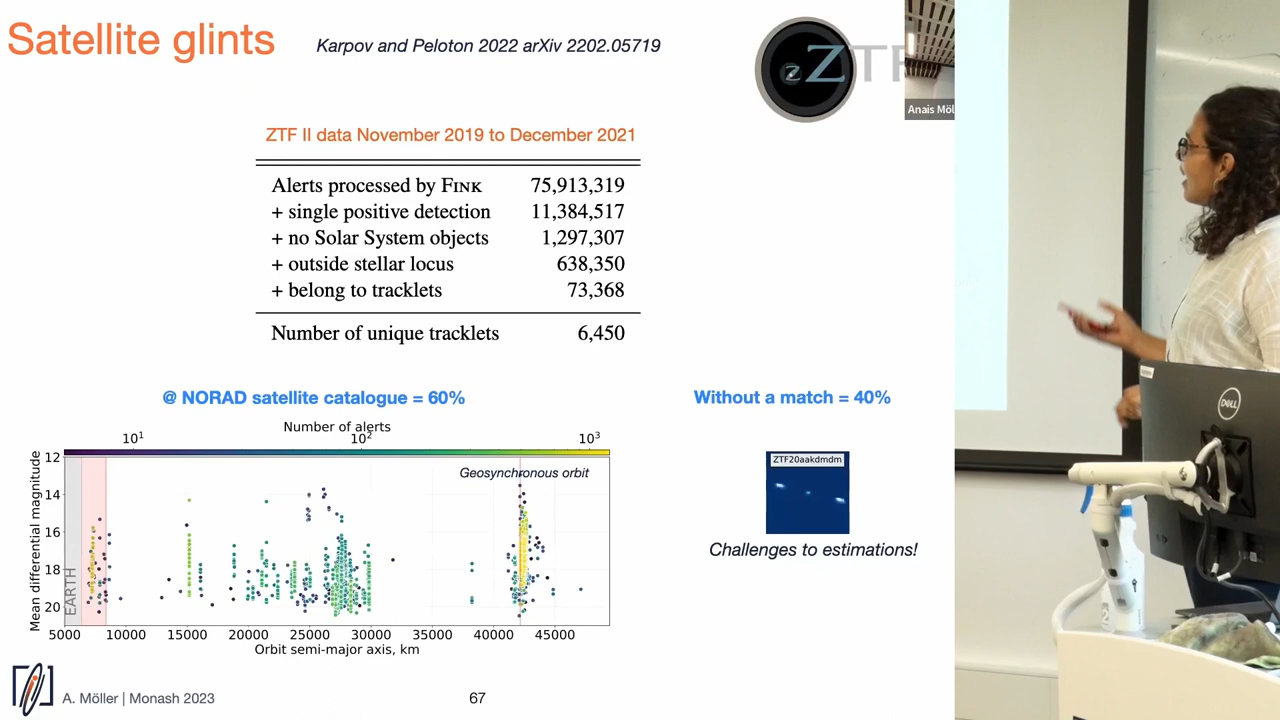 Satellite glints
Karpov and Peloton 2022 arXiv 2202.05719
ZTF
Anais Möl
ZTF II data November 2019 to December 2021
Alerts processed by FINK 75,913,319
+ single positive detection 11,384,517
+ no Solar System objects 1,297,307
+ outside stellar locus 638,350
+ belong to tracklets 73,368
Number of unique tracklets 6,450
@ NORAD satellite catalogue = 60%
Without a match = 40%
Number of alerts
10¹ 10² 10³
Geosynchronous orbit
Mean differential magnitude
12
14
16
18
20
EARTH
5000 10000 15000 20000 25000 30000 35000 40000 45000
Orbit semi-major axis, km
ZTF20aakdmdm
Challenges to estimations!
A. Möller | Monash 2023
67
DELL